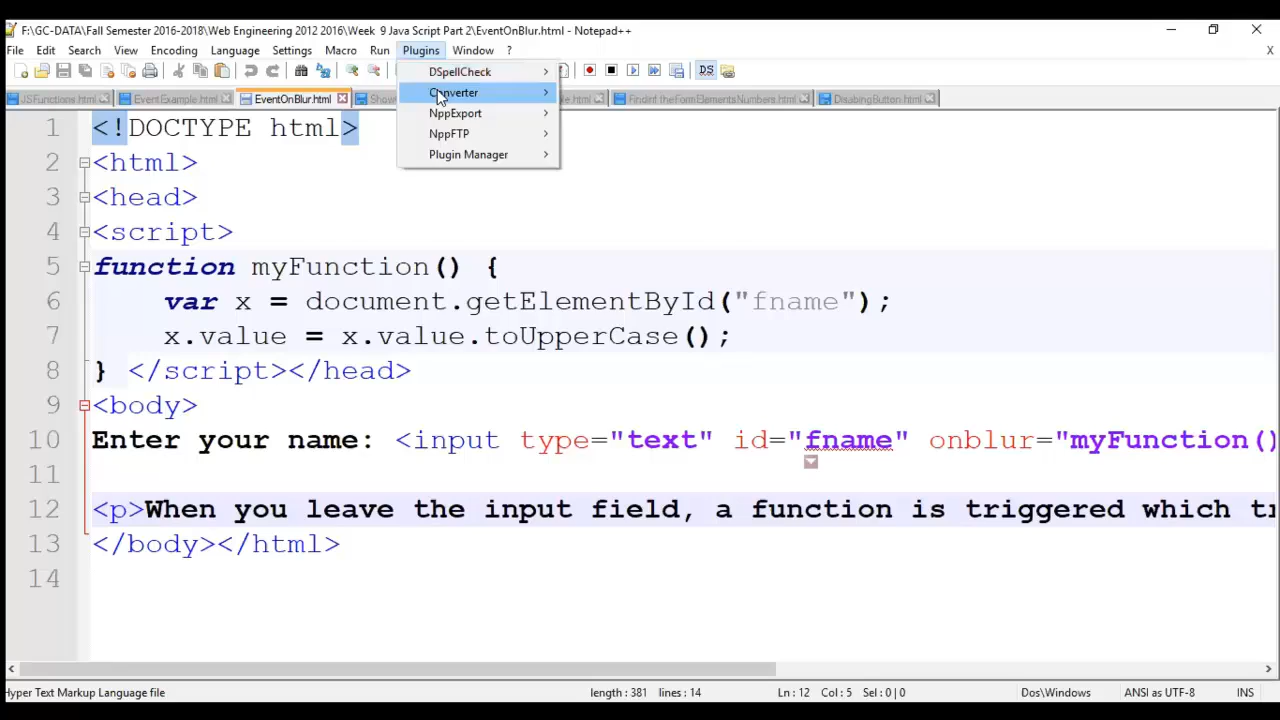 F:\GC-DATA\Fall Semester 2016-2018\Web Engineering 2012 2016\Week  9 Java Script Part 2\EventOnBlur.html - Notepad++
File Edit Search View Encoding Language Settings Macro Run Plugins Window ? X
JSFunctions.html EventExample.html EventOnBlur.html FindInf the FormElementsNumbers.html DisablingButton.html
DSpellCheck
Converter
NppExport
NppFTP
Plugin Manager
1 <!DOCTYPE html>
2 <html>
3 <head>
4 <script>
5 function myFunction() {
6 var x = document.getElementById("fname");
7 x.value = x.value.toUpperCase();
8 } </script></head>
9 <body>
10 Enter your name: <input type="text" id="fname" onblur="myFunction()
11
12 <p>When you leave the input field, a function is triggered which
13 </body></html>
14
Hyper Text Markup Language file length : 381 lines : 14 Ln : 12 Col : 5 Sel : 0 | 0 Dos\Windows ANSI as UTF-8 INS